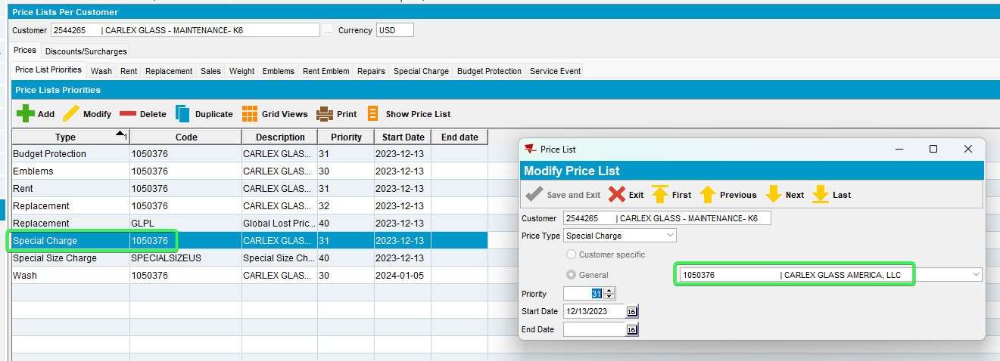 Price Lists Per Customer
Customer 2544265 | CARLEX GLASS - MAINTENANCE- K6 ... Currency USD
Prices Discounts/Surcharges
Price List Priorities Wash Rent Replacement Sales Weight Emblems Rent Emblem Repairs Special Charge Budget Protection Service Event
Price Lists Priorities
Add Modify Delete Duplicate Grid Views Print Show Price List
Type 1 Code Description Priority Start Date End date
Budget Protection 1050376 CARLEX GLAS... 31 2023-12-13
Emblems 1050376 CARLEX GLAS... 30 2023-12-13
Rent 1050376 CARLEX GLAS... 31 2023-12-13
Replacement 1050376 CARLEX GLAS... 32 2023-12-13
Replacement GLPL Global Lost Pric... 40 2023-12-13
Special Charge 1050376 CARLEX GLAS... 31 2023-12-13
Special Size Charge SPECIALSIZEUS Special Size Ch... 40 2023-12-13
Wash 1050376 CARLEX GLAS... 30 2024-01-05
Price List
Modify Price List
Save and Exit Exit First Previous Next Last
Customer 2544265 | CARLEX GLASS - MAINTENANCE- K6
Price Type Special Charge
Customer specific
General 1050376 | CARLEX GLASS AMERICA, LLC
Priority 31
Start Date 12/13/2023 16
End Date 16